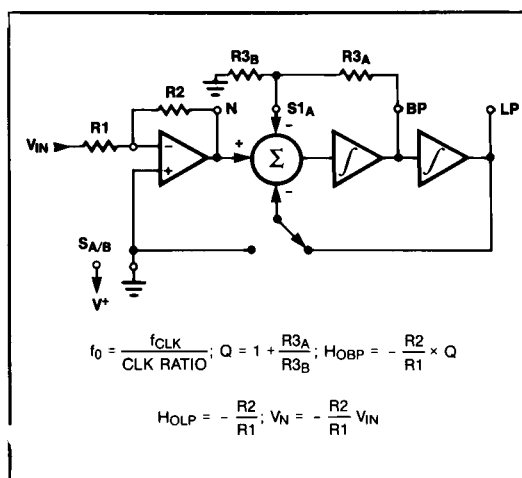 R3B R3A
R2 N S1A BP LP
R1
VIN
- + + - Σ - ∫ ∫
SA/B
V+
f0 = fCLK / CLK RATIO; Q = 1 + R3A / R3B; HOBP = - R2 / R1 × Q
HOLP = - R2 / R1; VN = - R2 / R1 VIN